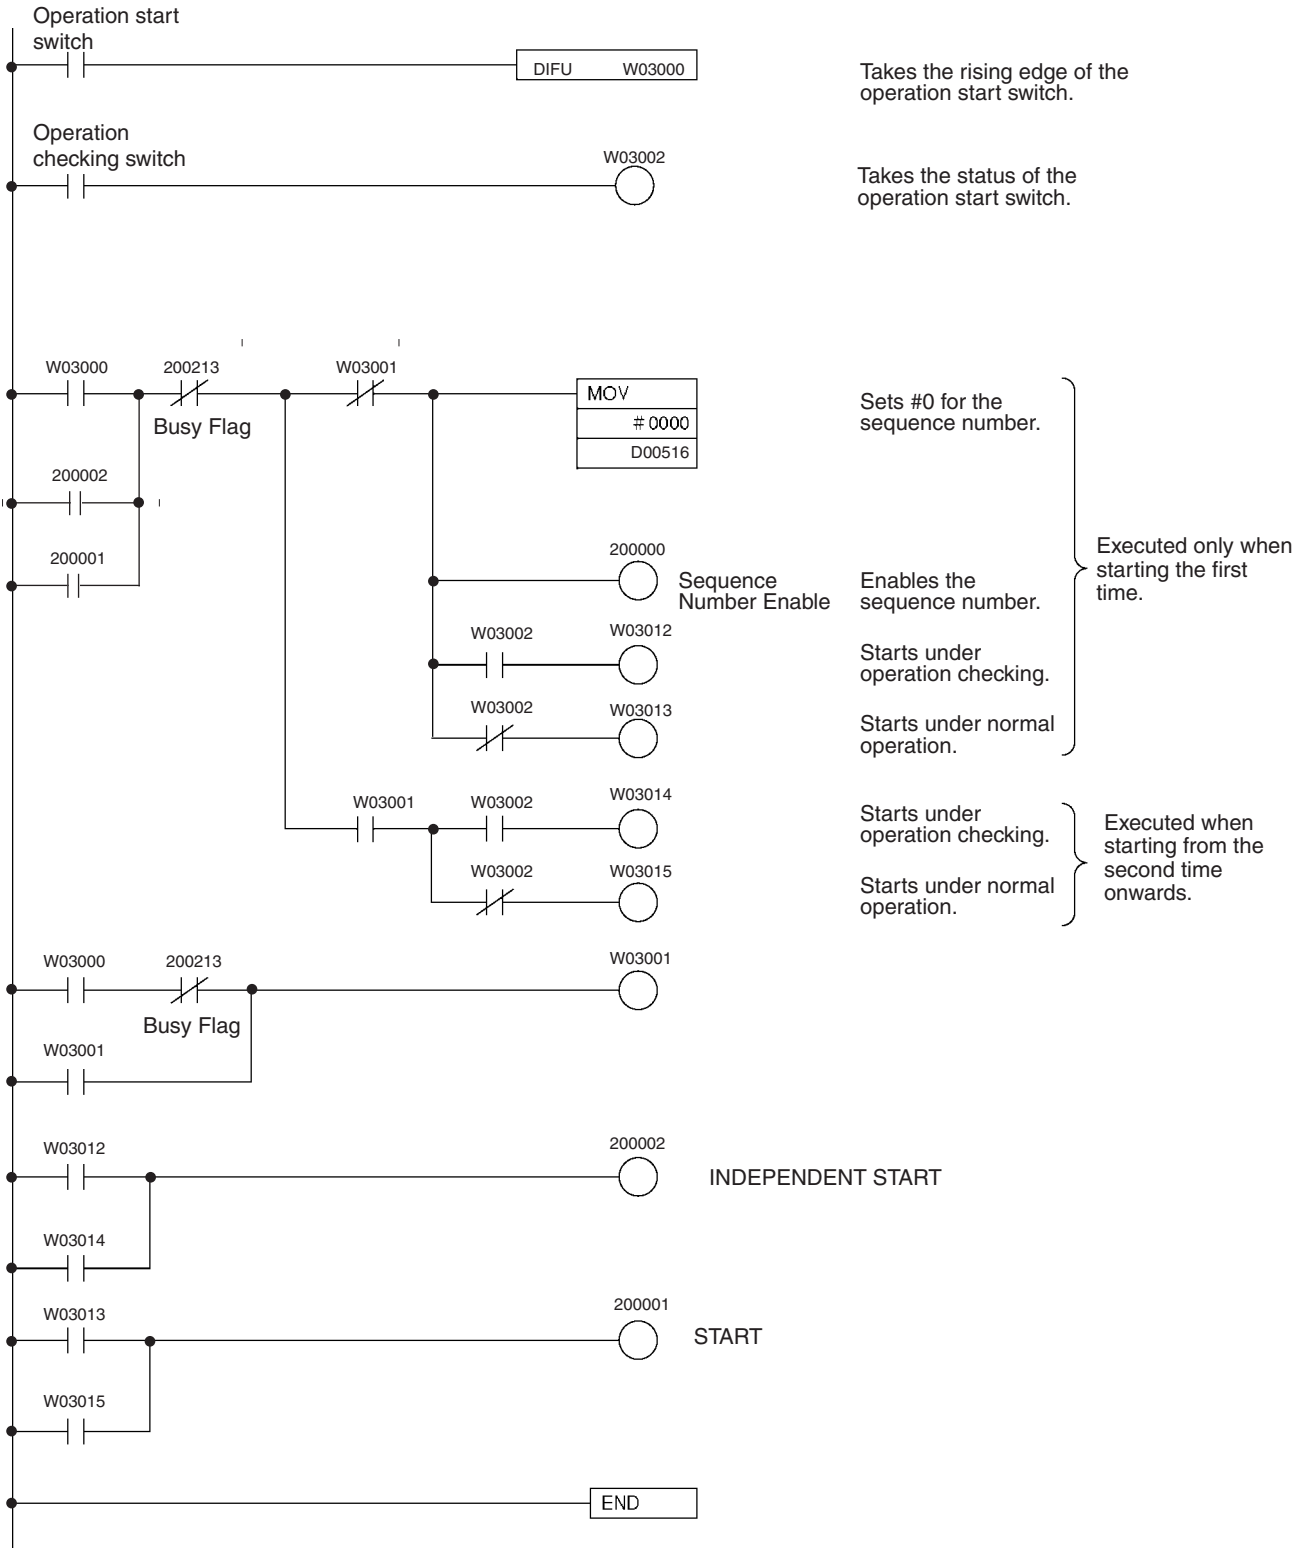 Operation start
switch
DIFU W03000
Takes the rising edge of the
operation start switch.
Operation
checking switch
W03002
Takes the status of the
operation start switch.
W03000
200213
W03001
Busy Flag
MOV
# 0000
D00516
Sets #0 for the
sequence number.
200002
200001
200000
Sequence
Number Enable
Enables the
sequence number.
Executed only when
starting the first
time.
W03002
W03012
Starts under
operation checking.
W03002
W03013
Starts under normal
operation.
W03001
W03002
W03014
Starts under
operation checking.
W03002
W03015
Starts under normal
operation.
Executed when
starting from the
second time
onwards.
W03000
200213
W03001
Busy Flag
W03001
W03012
200002
INDEPENDENT START
W03014
W03013
200001
START
W03015
END